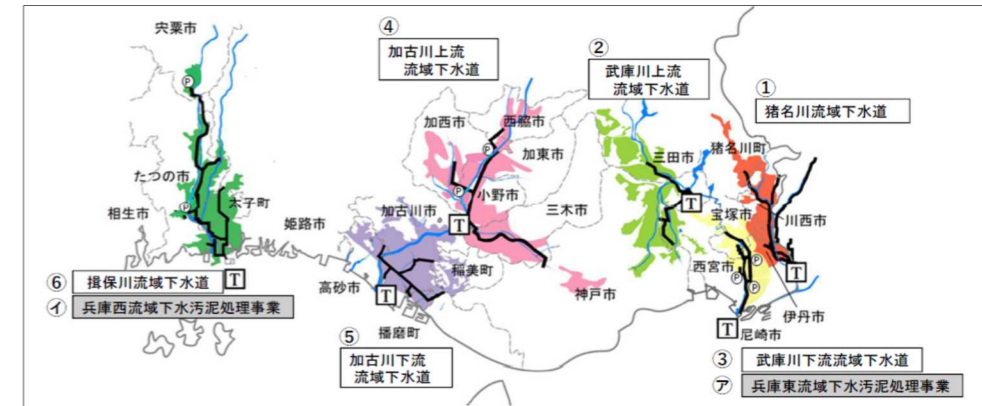 宍粟市
④
加古川上流
流域下水道
②
武庫川上流
流域下水道
①
猪名川流域下水道
加西市
西脇市
加東市
三田市
猪名川町
P
P
たつの市
太子町
相生市
P
姫路市
加古川市
P
小野市
三木市
T
T
宝塚市
川西市
西宮市
P
P
P
T
伊丹市
尼崎市
T
稲美町
神戸市
高砂市
T
播磨町
⑥
揖保川流域下水道
T
㋑
兵庫西流域下水汚泥処理事業
⑤
加古川下流
流域下水道
③
武庫川下流流域下水道
㋐
兵庫東流域下水汚泥処理事業